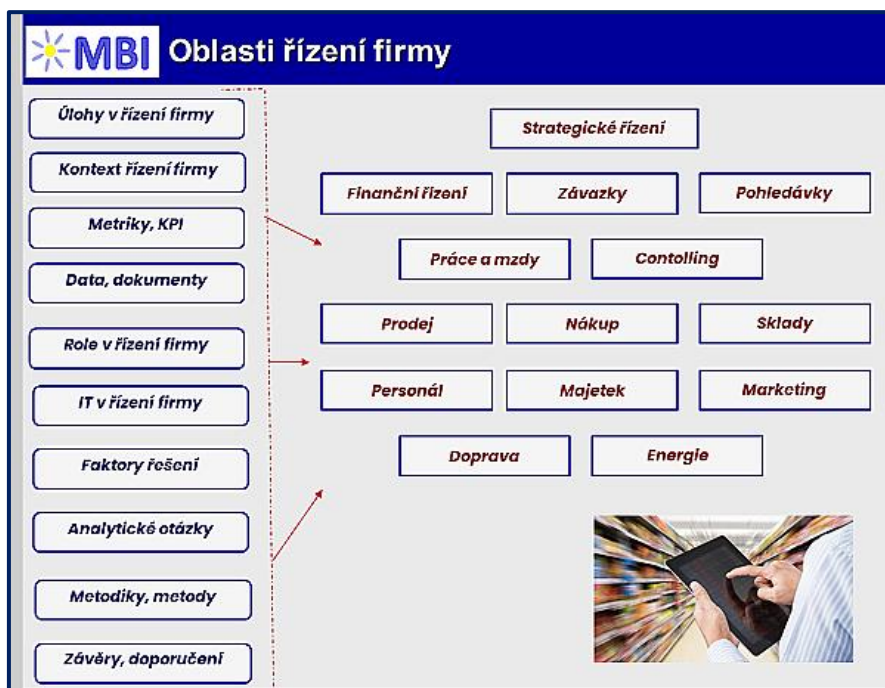 MBI Oblasti řízení firmy
Úlohy v řízení firmy
Kontext řízení firmy
Metriky, KPI
Data, dokumenty
Role v řízení firmy
IT v řízení firmy
Faktory řešení
Analytické otázky
Metodiky, metody
Závěry, doporučení
Strategické řízení
Finanční řízení
Závazky
Pohledávky
Práce a mzdy
Contolling
Prodej
Nákup
Sklady
Personál
Majetek
Marketing
Doprava
Energie